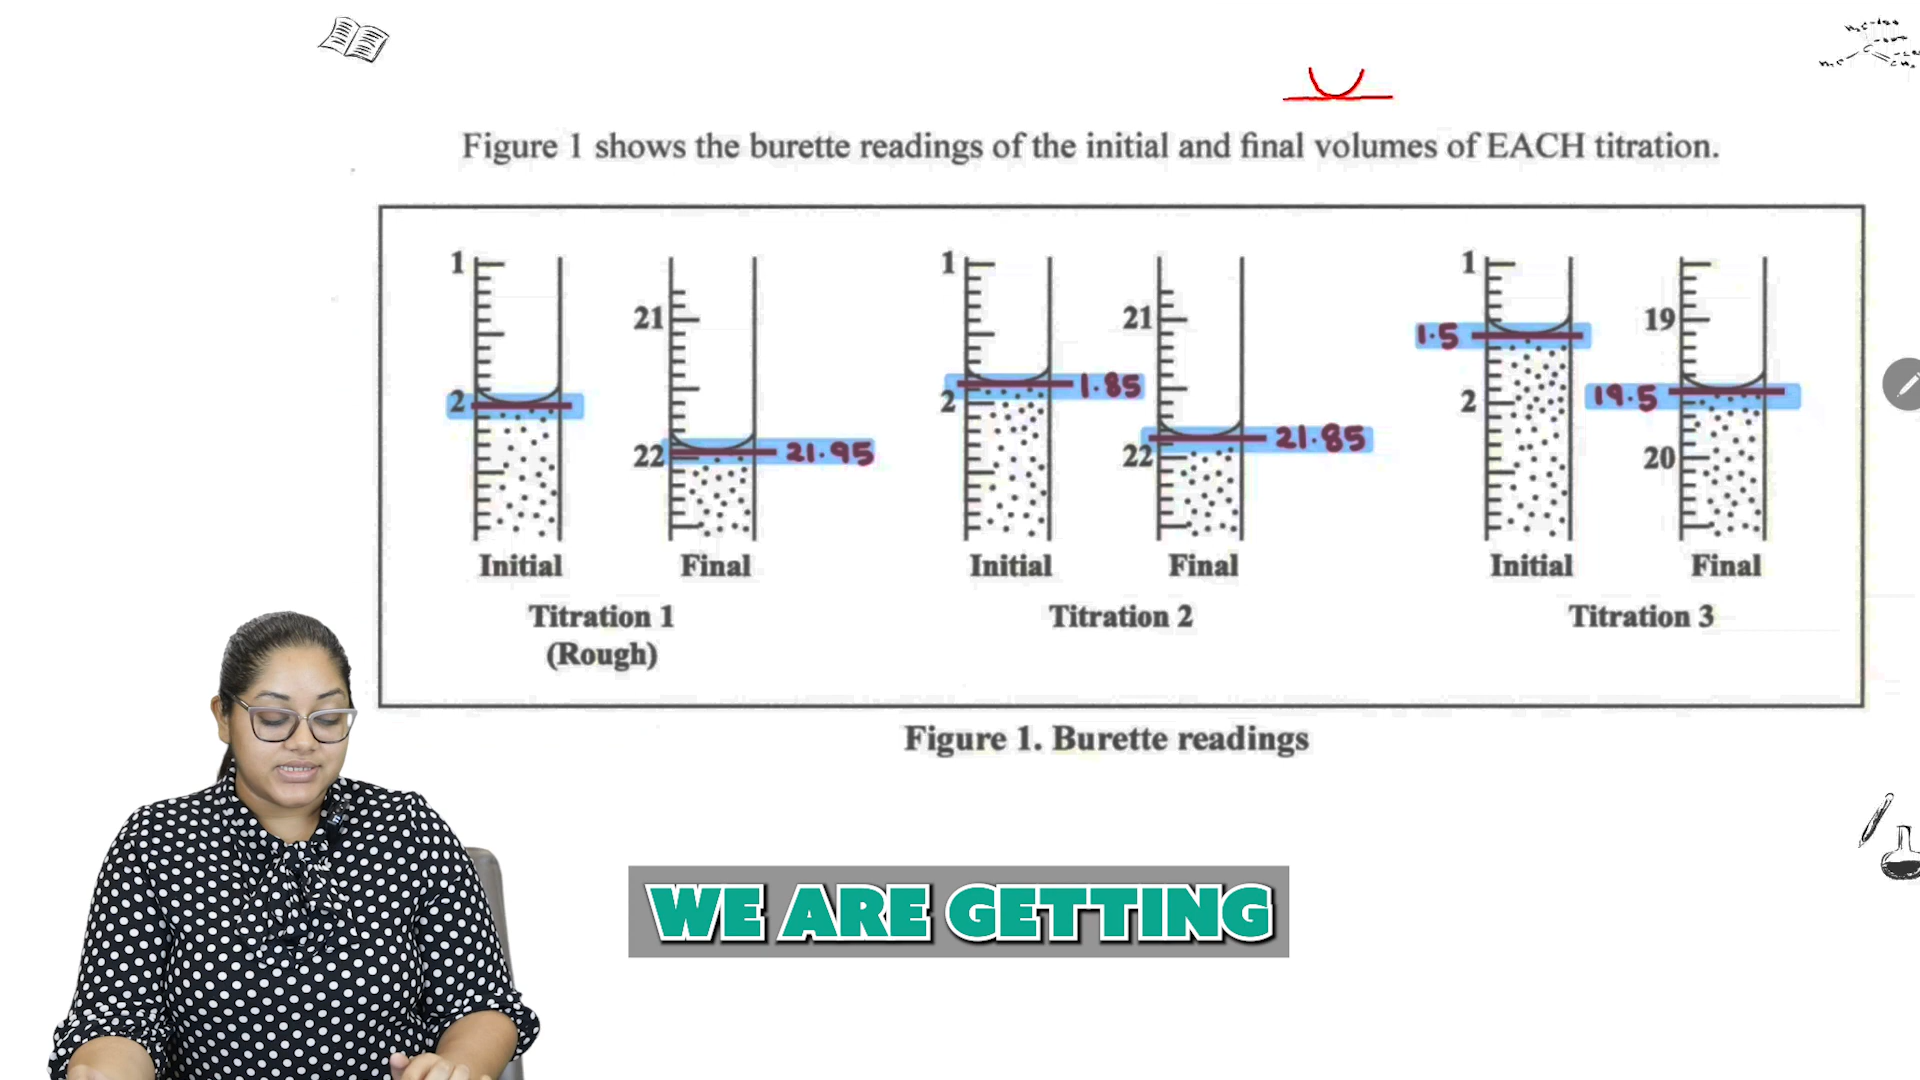 Figure 1 shows the burette readings of the initial and final volumes of EACH titration.
1
2
21
22
21.95
1
2
1.85
21
22
21.85
1
1.5
2
19
19.5
20
Initial
Final
Initial
Final
Initial
Final
Titration 1
(Rough)
Titration 2
Titration 3
Figure 1. Burette readings
WE ARE GETTING